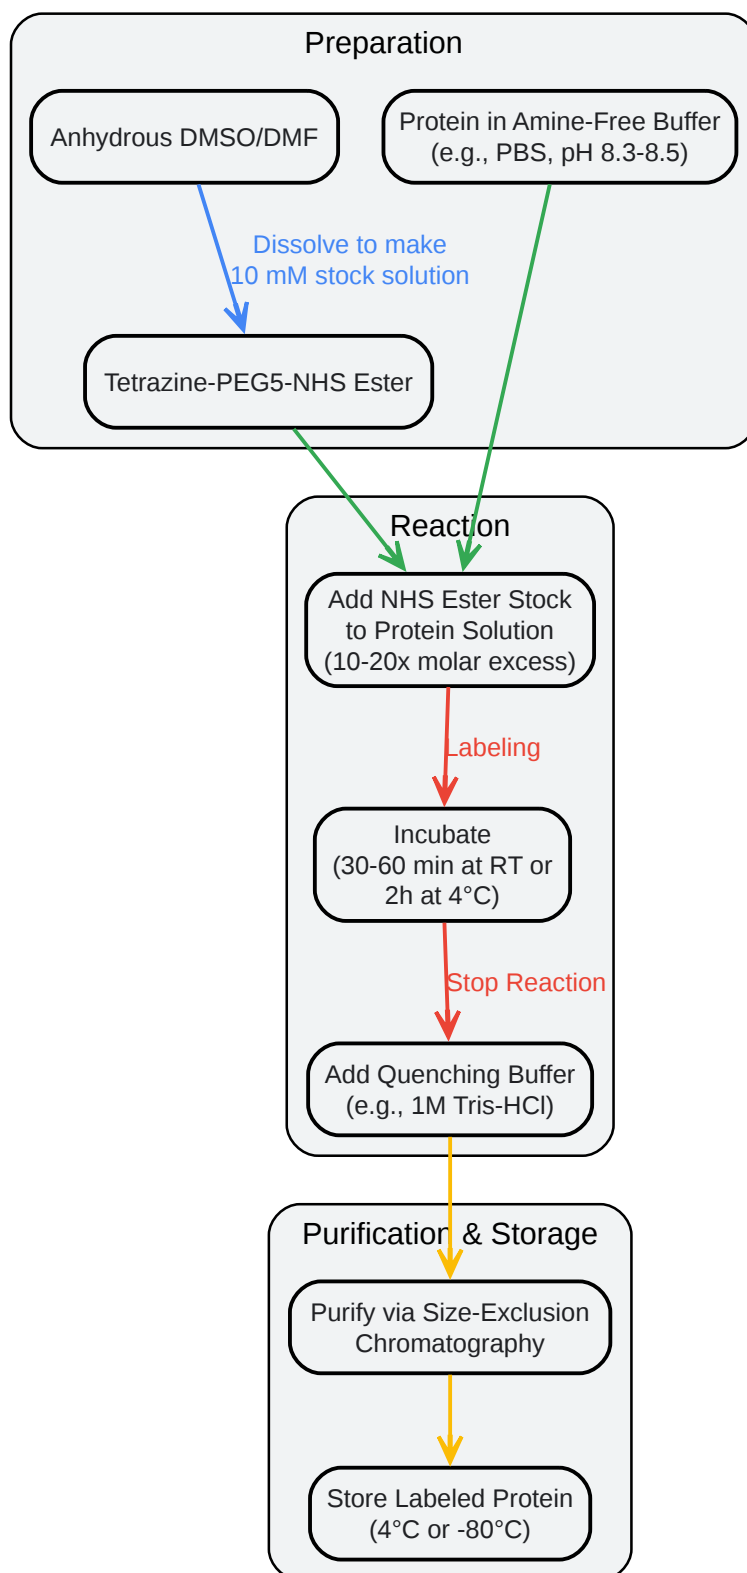 Preparation
Anhydrous DMSO/DMF
Protein in Amine-Free Buffer
(e.g., PBS, pH 8.3-8.5)
Dissolve to make
10 mM stock solution
Tetrazine-PEG5-NHS Ester
Reaction
Add NHS Ester Stock
to Protein Solution
(10-20x molar excess)
Labeling
Incubate
(30-60 min at RT or
2h at 4°C)
Stop Reaction
Add Quenching Buffer
(e.g., 1M Tris-HCl)
Purification & Storage
Purify via Size-Exclusion
Chromatography
Store Labeled Protein
(4°C or -80°C)